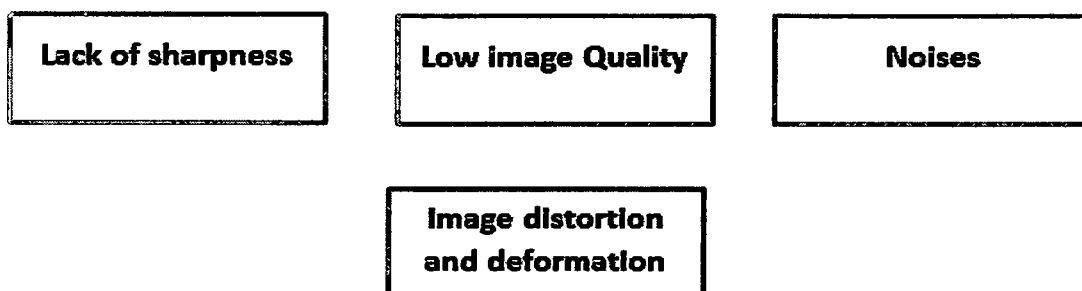 Lack of sharpness
Low image Quality
Noises
Image distortion
and deformation